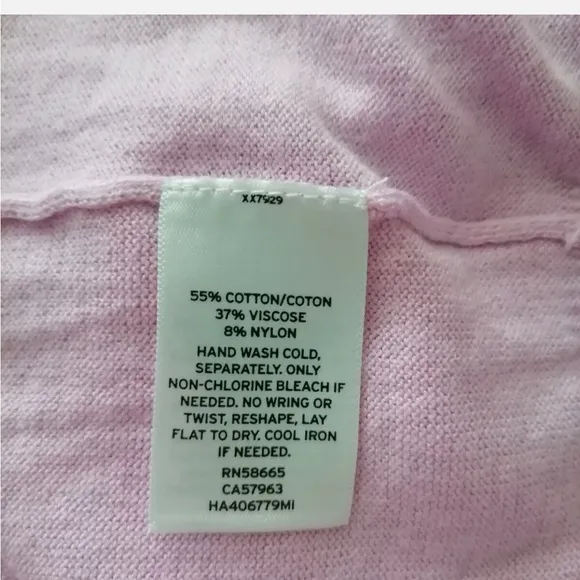 XX7929
55% COTTON/COTON
37% VISCOSE
8% NYLON
HAND WASH COLD,
SEPARATELY. ONLY
NON-CHLORINE BLEACH IF
NEEDED. NO WRING OR
TWIST, RESHAPE, LAY
FLAT TO DRY. COOL IRON
IF NEEDED.
RN58665
CA57963
HA406779MI